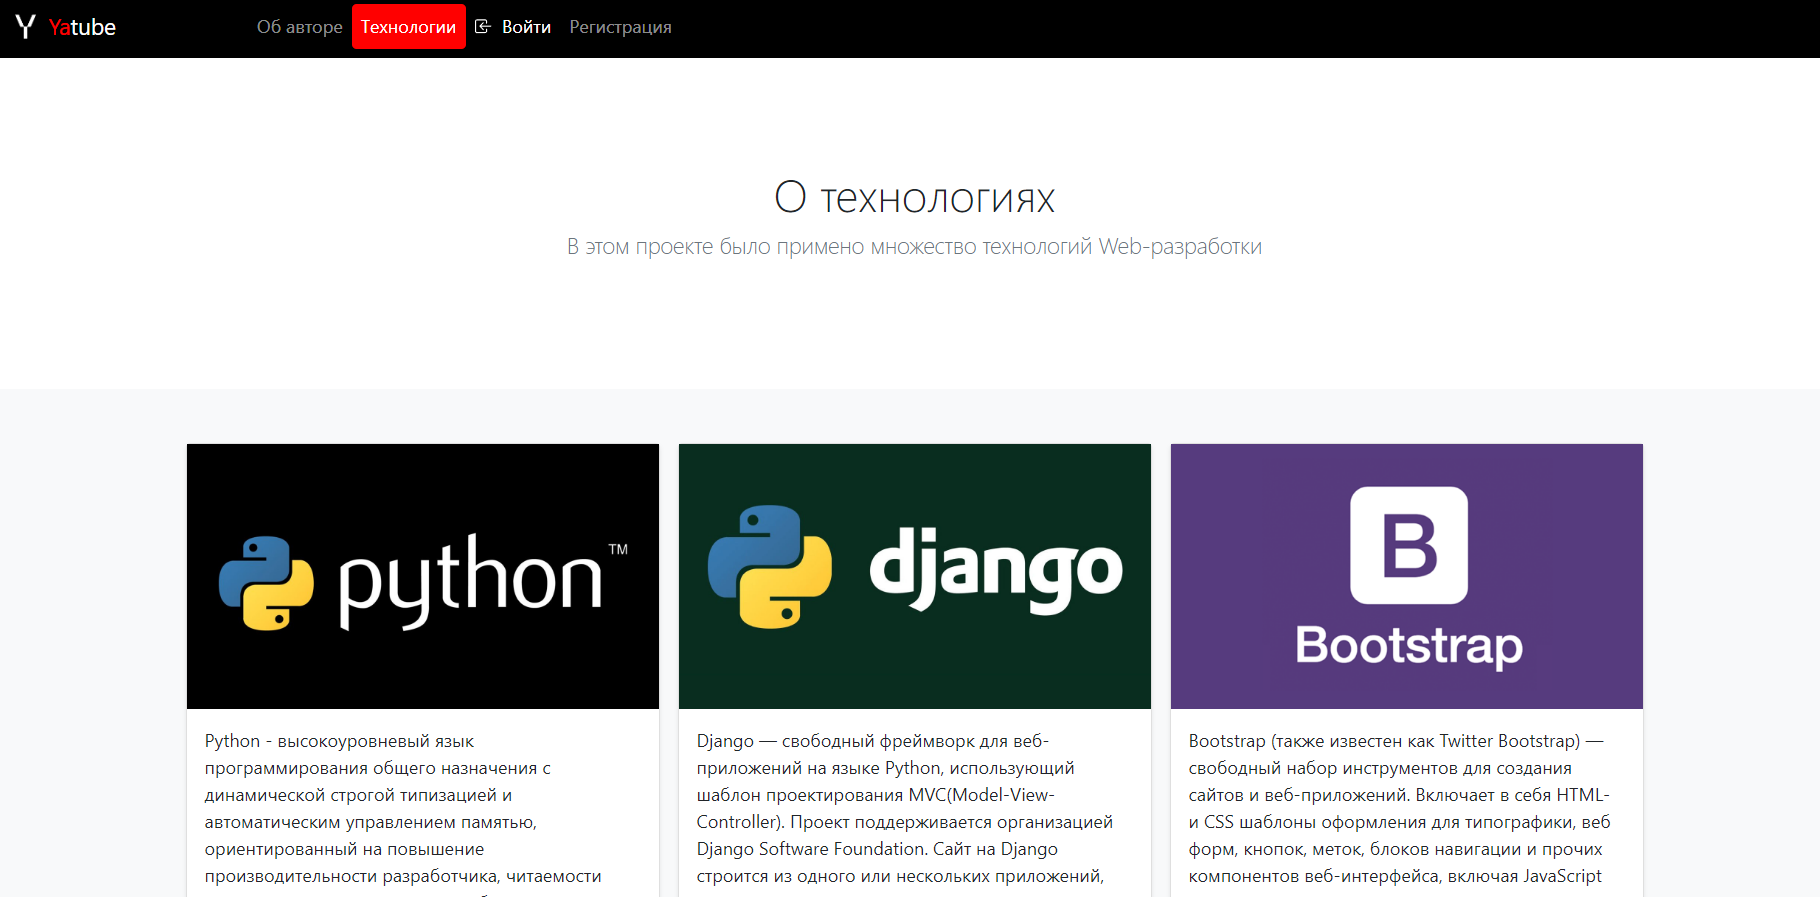 Yatube
Об авторе
Технологии
Войти
Регистрация
О технологиях
В этом проекте было примено множество технологий Web-разработки
python™
django
B
Bootstrap
Python - высокоуровневый язык
программирования общего назначения с
динамической строгой типизацией и
автоматическим управлением памятью,
ориентированный на повышение
производительности разработчика, читаемости
Django — свободный фреймворк для веб-
приложений на языке Python, использующий
шаблон проектирования MVC(Model-View-
Controller). Проект поддерживается организацией
Django Software Foundation. Сайт на Django
строится из одного или нескольких приложений,
Bootstrap (также известен как Twitter Bootstrap) —
свободный набор инструментов для создания
сайтов и веб-приложений. Включает в себя HTML-
и CSS шаблоны оформления для типографики, веб
форм, кнопок, меток, блоков навигации и прочих
компонентов веб-интерфейса, включая JavaScript